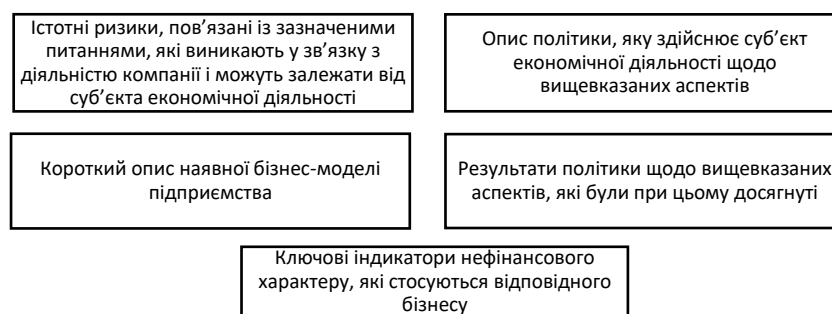 Істотні ризики, пов’язані із зазначеними
питаннями, які виникають у зв’язку з
діяльністю компанії і можуть залежати від
суб’єкта економічної діяльності
Опис політики, яку здійснює суб’єкт
економічної діяльності щодо
вищевказаних аспектів
Короткий опис наявної бізнес-моделі
підприємства
Результати політики щодо вищевказаних
аспектів, які були при цьому досягнуті
Ключові індикатори нефінансового
характеру, які стосуються відповідного
бізнесу